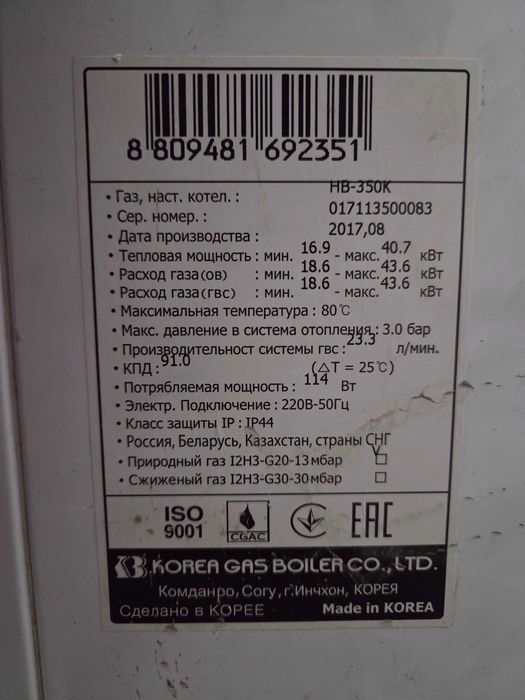 8 809481 692351
• Газ, наст. котел. : HB-350K
• Сер. номер. : 017113500083
• Дата производства : 2017,08
• Тепловая мощность : мин. 16.9 - макс. 40.7 кВт
• Расход газа(ов) : мин. 18.6 - макс. 43.6 кВт
• Расход газа(гвс) : мин. 18.6 - макс. 43.6 кВт
• Максимальная температура : 80℃
• Макс. давление в система отопления: 3.0 бар
• Производительност системы гвс : 23.3 л/мин.
• КПД: 91.0 (△T = 25℃)
• Потрябляемая мощность : 114 Вт
• Электр. Подключение : 220В-50Гц
• Класс защиты IP : IP44
• Россия, Беларусь, Казахстан, страны СНГ
• Природный газ I2H3-G20-13мбар V
• Сжиженый газ I2H3-G30-30мбар
ISO 9001 CGAC EAC
KB KOREA GAS BOILER CO., LTD.
Комданро, Согу, г.Инчхон, КОРЕЯ
Сделано в КОРЕЕ Made in KOREA